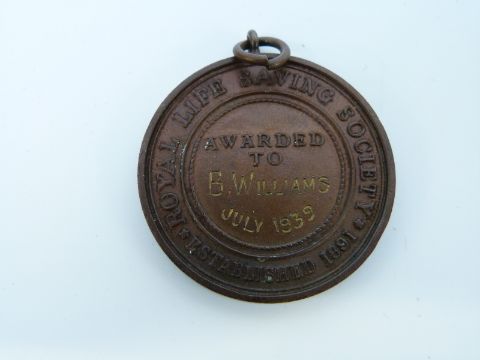 ROYAL LIFE SAVING SOCIETY
AWARDED
TO
B. WILLIAMS
JULY 1939
ESTABLISHED 1891